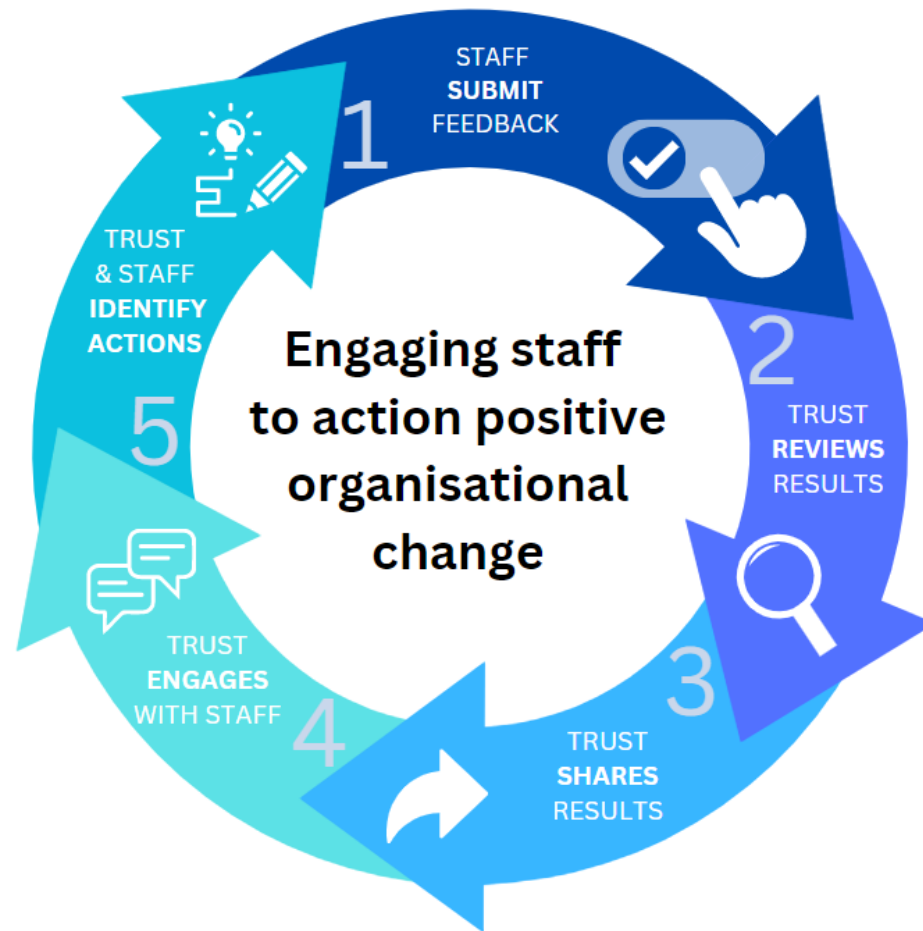 Engaging staff
to action positive
organisational
change
1
STAFF
SUBMIT
FEEDBACK
2
TRUST
REVIEWS
RESULTS
3
TRUST
SHARES
RESULTS
4
TRUST
ENGAGES
WITH STAFF
5
TRUST
& STAFF
IDENTIFY
ACTIONS